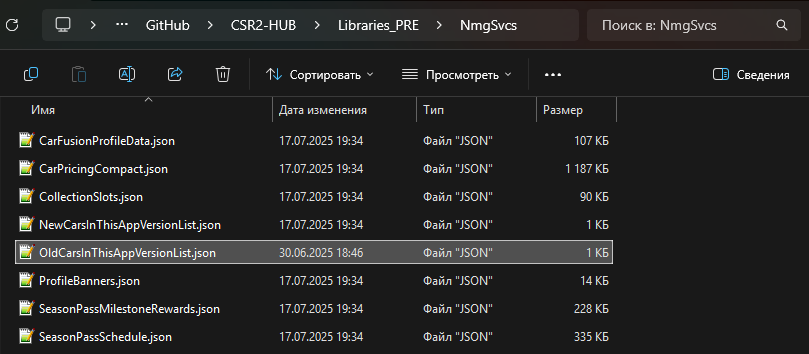 GitHub > CSR2-HUB > Libraries_PRE > NmgSvcs Поиск в: NmgSvcs
Сортировать Просмотреть Сведения
Имя Дата изменения Тип Размер
CarFusionProfileData.json 17.07.2025 19:34 Файл "JSON" 107 КБ
CarPricingCompact.json 17.07.2025 19:34 Файл "JSON" 1 187 КБ
CollectionSlots.json 17.07.2025 19:34 Файл "JSON" 90 КБ
NewCarsInThisAppVersionList.json 17.07.2025 19:34 Файл "JSON" 1 КБ
OldCarsInThisAppVersionList.json 30.06.2025 18:46 Файл "JSON" 1 КБ
ProfileBanners.json 17.07.2025 19:34 Файл "JSON" 14 КБ
SeasonPassMilestoneRewards.json 17.07.2025 19:34 Файл "JSON" 228 КБ
SeasonPassSchedule.json 17.07.2025 19:34 Файл "JSON" 335 КБ